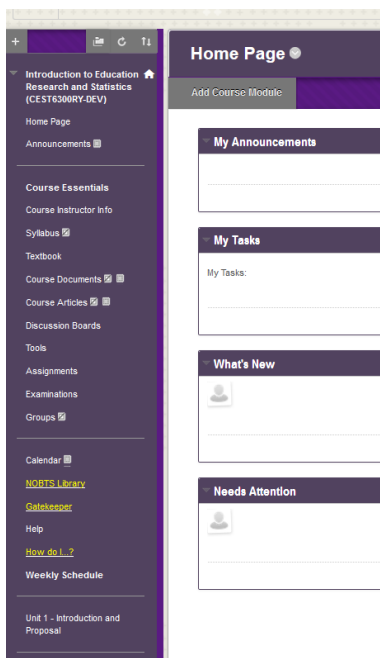 Introduction to Education
Research and Statistics
(CEST6300RY-DEV)
Home Page
Announcements
Course Essentials
Course Instructor Info
Syllabus
Textbook
Course Documents
Course Articles
Discussion Boards
Tools
Assignments
Examinations
Groups
Calendar
NOBTS Library
Gatekeeper
Help
How do I...?
Weekly Schedule
Unit 1 - Introduction and
Proposal
Home Page
Add Course Module
My Announcements
My Tasks
My Tasks:
What's New
Needs Attention